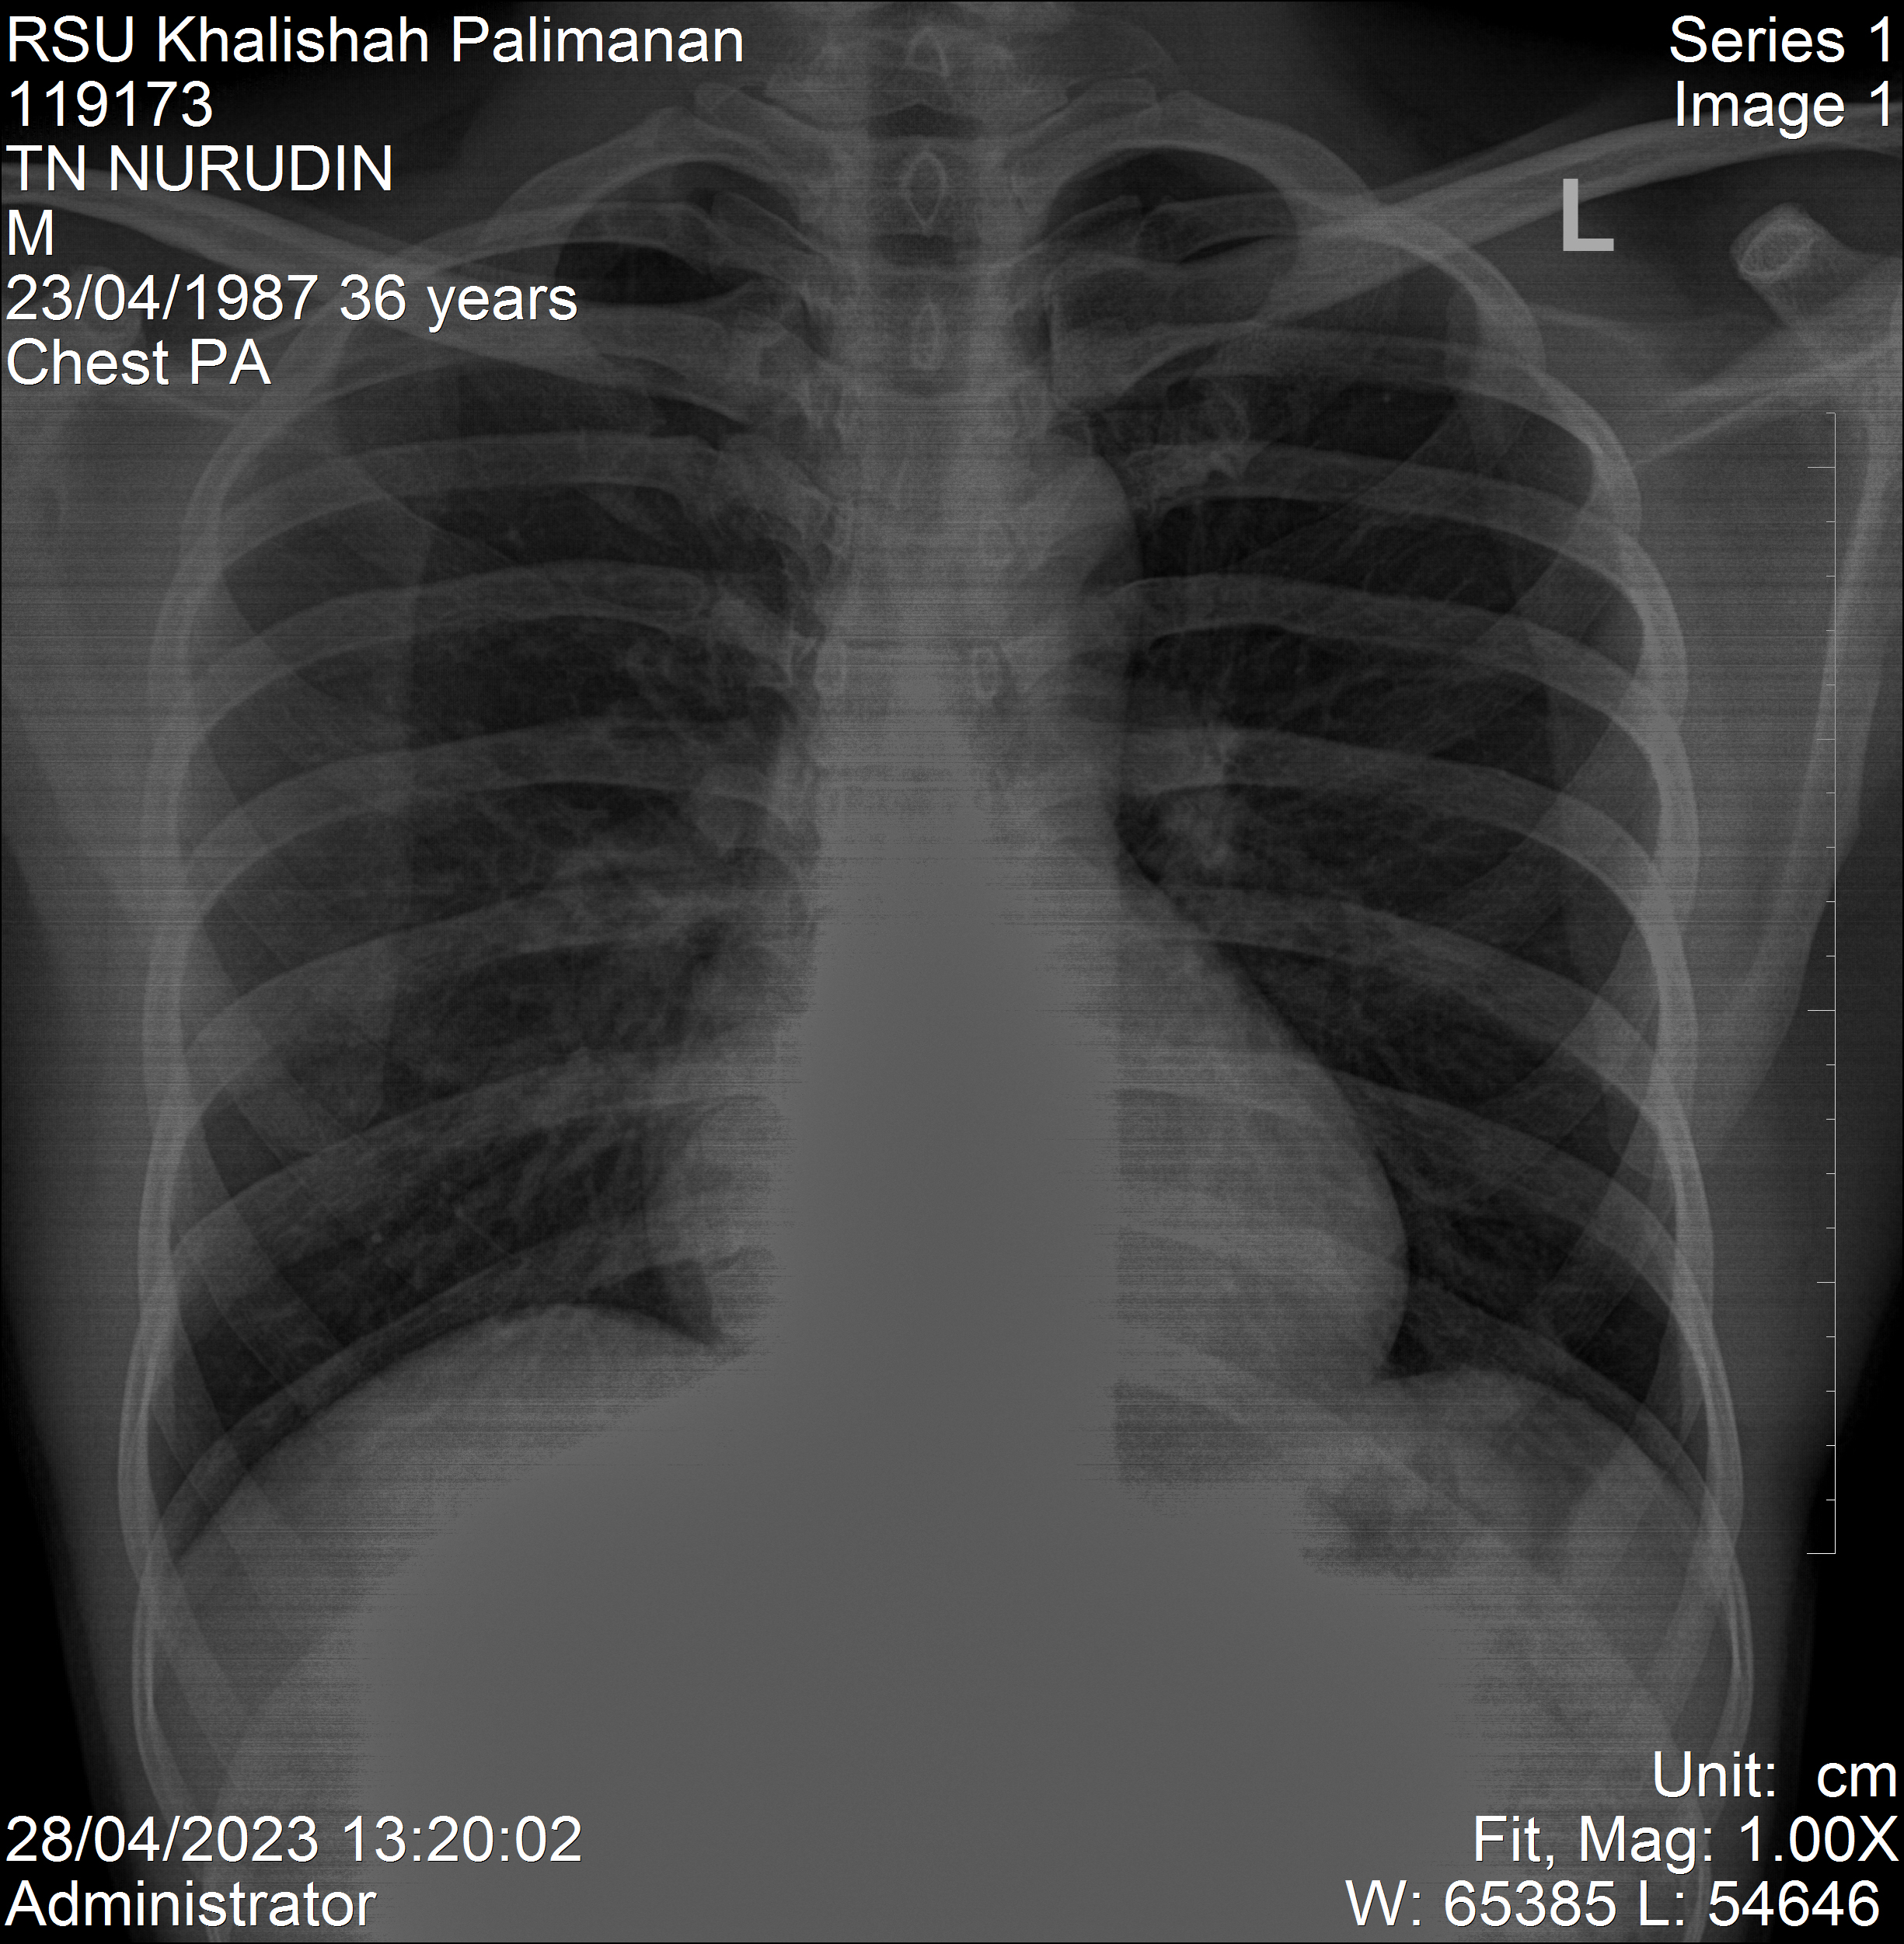 RSU Khalishah Palimanan
119173
TN NURUDIN
M
23/04/1987 36 years
Chest PA
Series 1
Image 1
L
28/04/2023 13:20:02
Administrator
Unit: cm
Fit, Mag: 1.00X
W: 65385 L: 54646